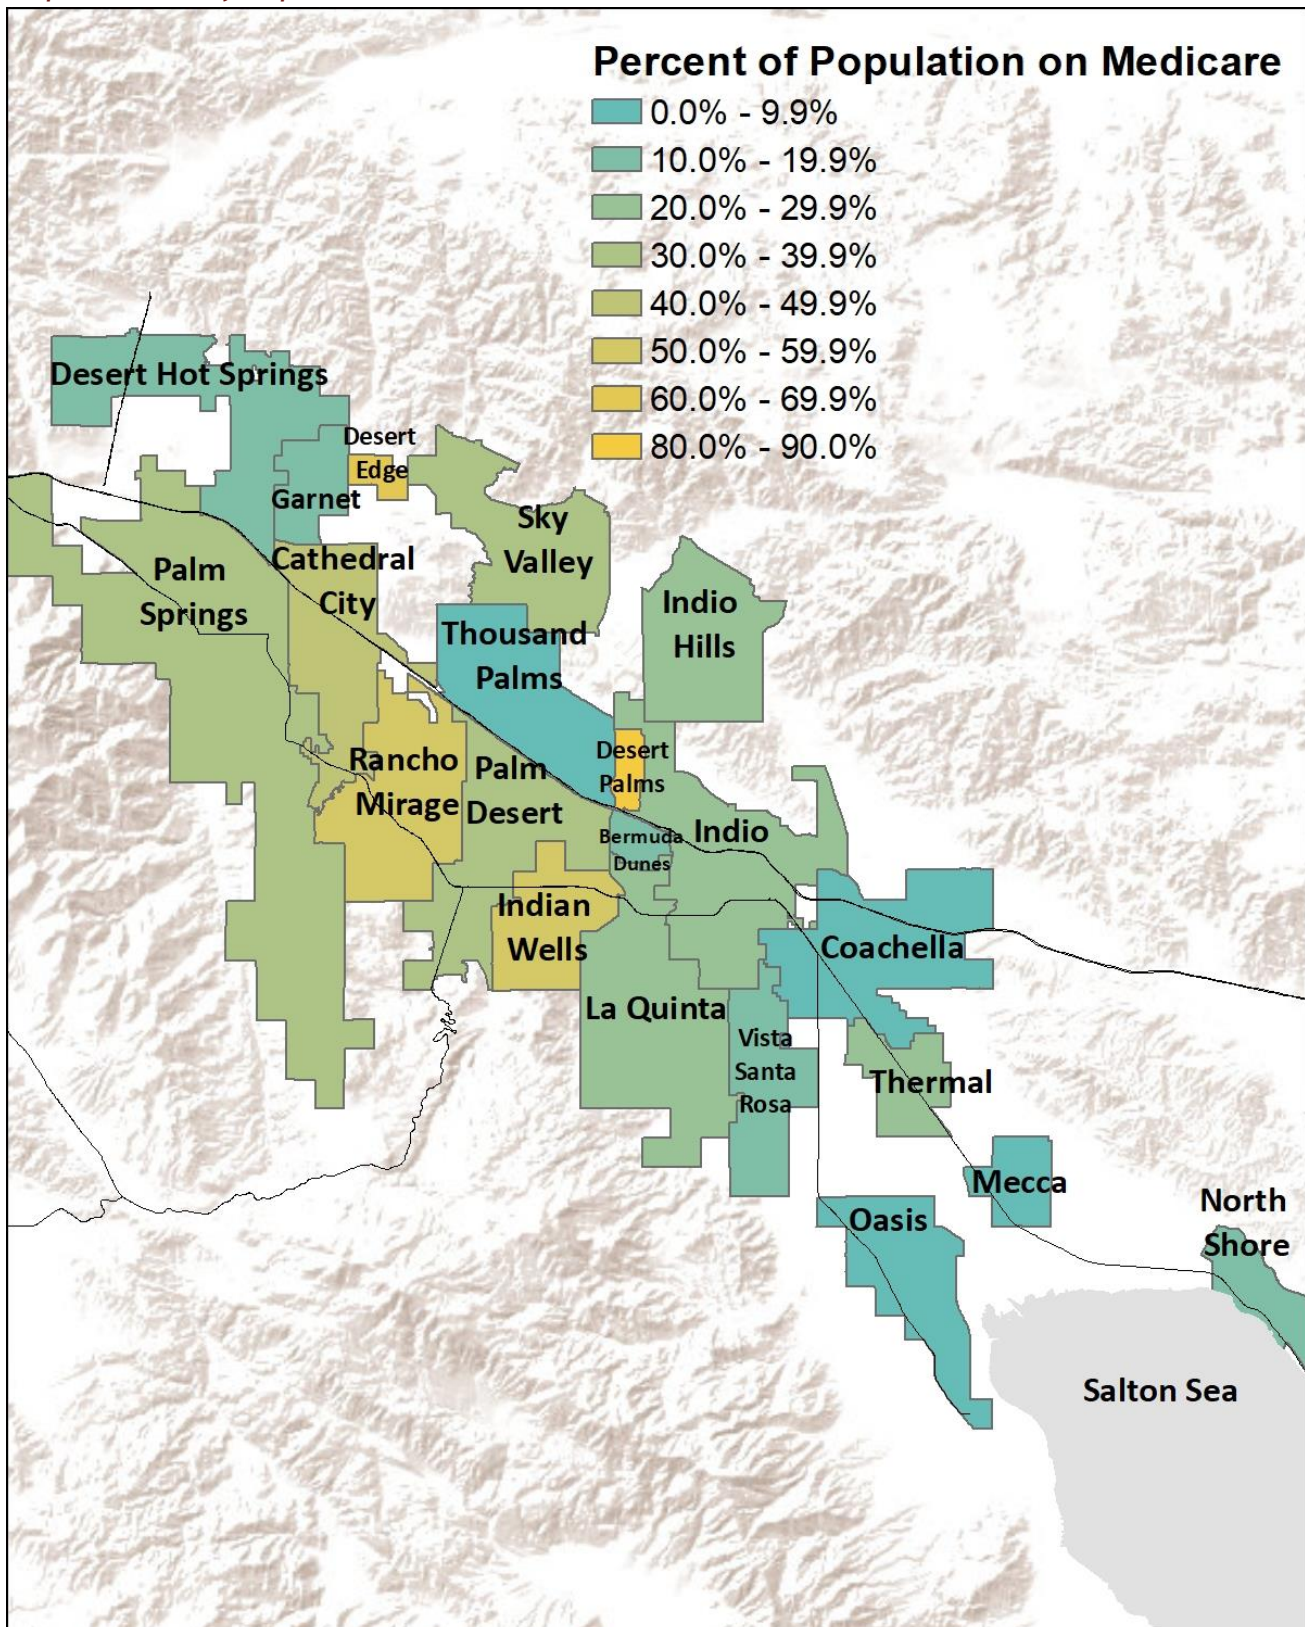 Percent of Population on Medicare
0.0% - 9.9%
10.0% - 19.9%
20.0% - 29.9%
30.0% - 39.9%
40.0% - 49.9%
50.0% - 59.9%
60.0% - 69.9%
80.0% - 90.0%
Desert Hot Springs
Desert
Edge
Garnet
Sky
Valley
Cathedral
City
Palm
Springs
Indio
Hills
Thousand
Palms
Rancho
Mirage
Palm
Desert
Desert
Palms
Bermuda
Dunes
Indio
Indian
Wells
Coachella
La Quinta
Vista
Santa
Rosa
Thermal
Mecca
Oasis
North
Shore
Salton Sea